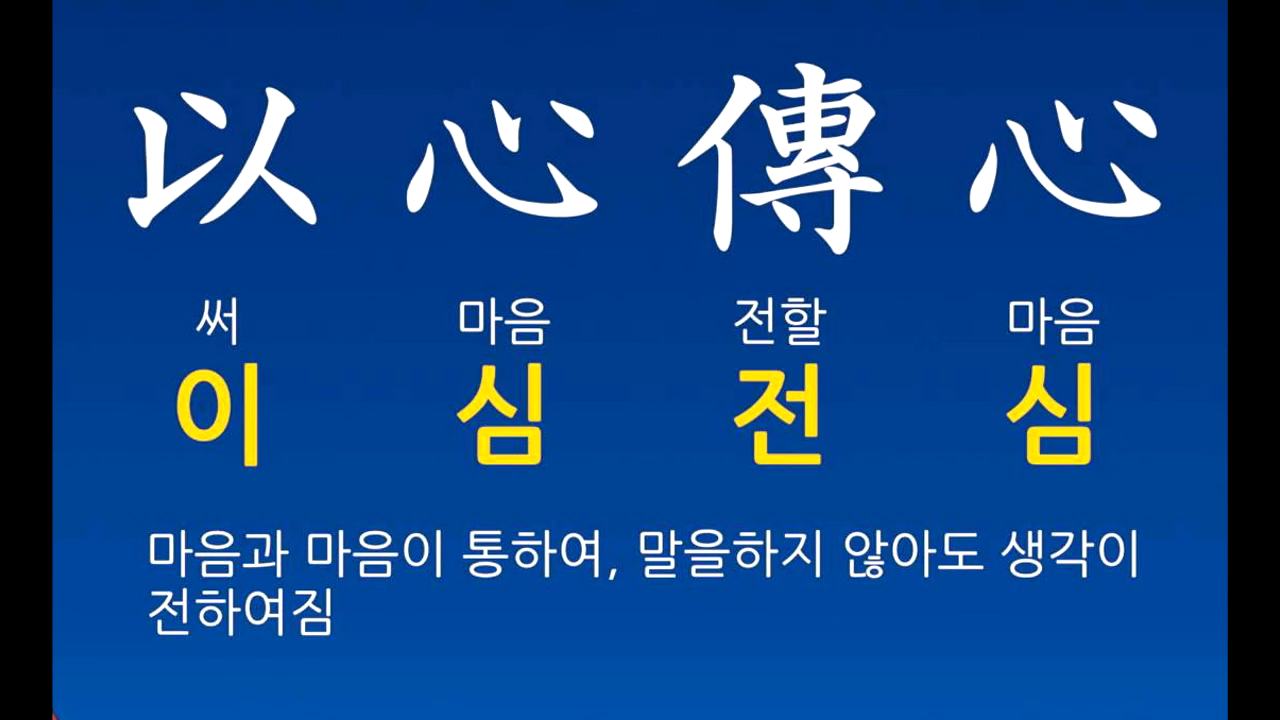 以 心 傳 心
써 마음 전할 마음
이 심 전 심
마음과 마음이 통하여, 말을하지 않아도 생각이
전하여짐